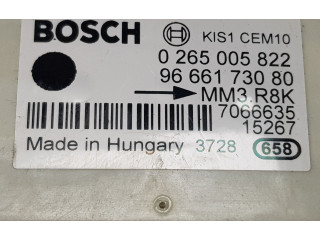 BOSCH KIS1 CEM10
0 265 005 822
96 661 730 80
MM3.R8K
7066635
15267
Made in Hungary 3728 658